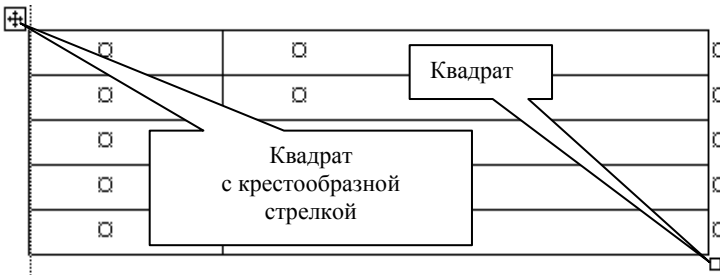 Квадрат
Квадрат
с крестообразной
стрелкой